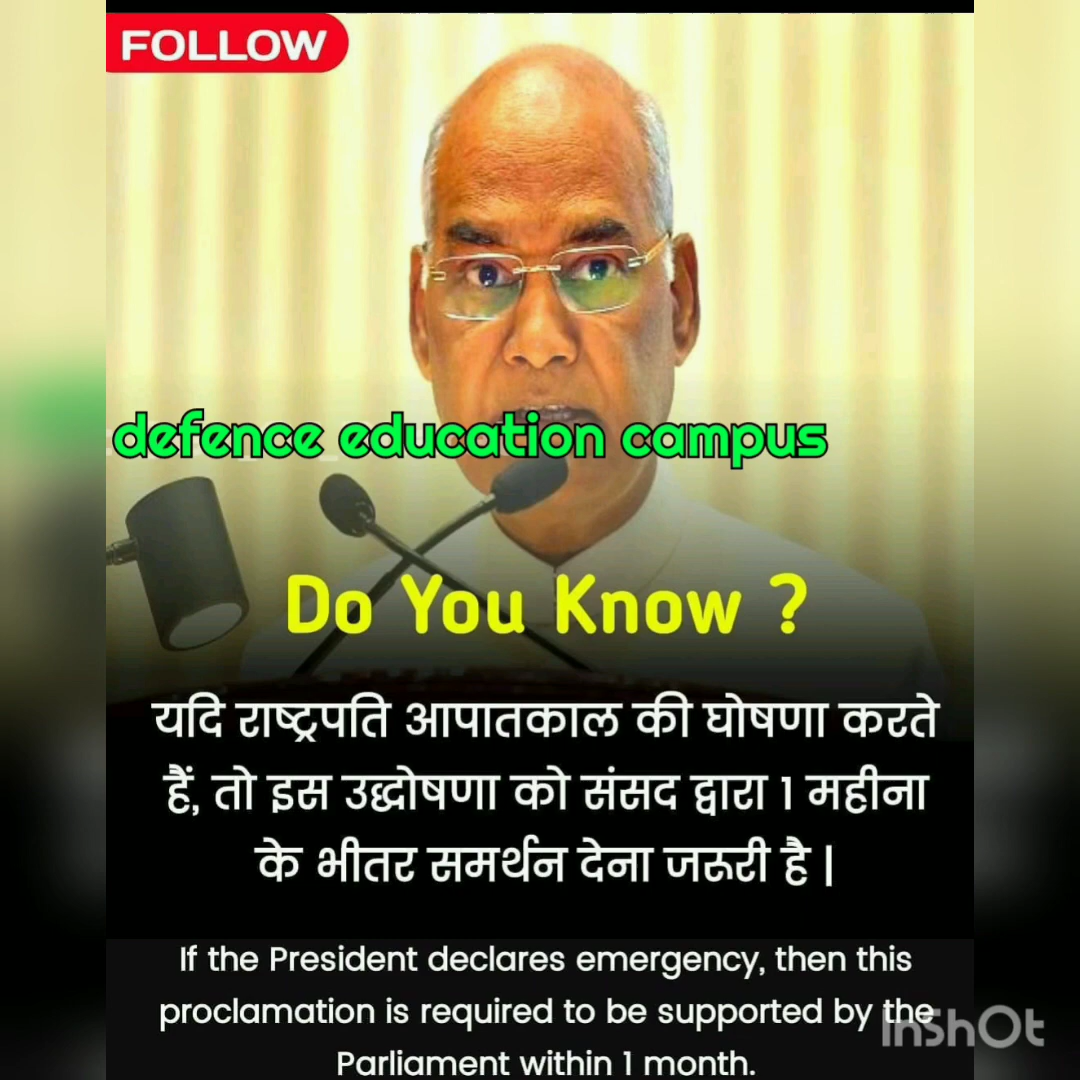 FOLLOW
defence education campus
Do You Know ?
यदि राष्ट्रपति आपातकाल की घोषणा करते
हैं, तो इस उद्घोषणा को संसद द्वारा 1 महीना
के भीतर समर्थन देना जरूरी है |
If the President declares emergency, then this
proclamation is required to be supported by the
InShOt
Parliament within 1 month.